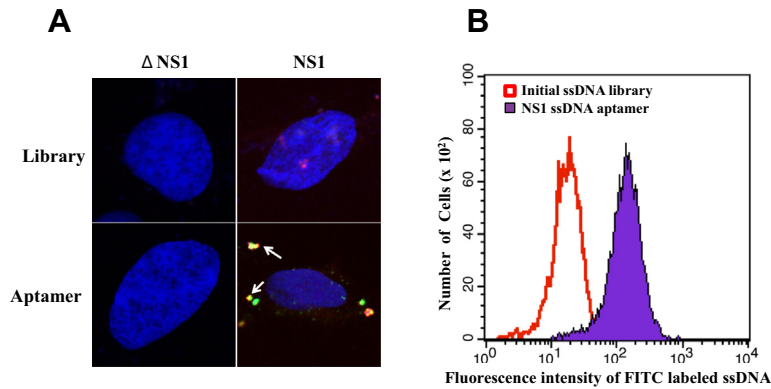 A
Δ NS1
NS1
Library
Aptamer
B
Initial ssDNA library
NS1 ssDNA aptamer
Number of Cells (x 10²)
100
80
60
40
20
0
10⁰
10¹
10²
10³
10⁴
Fluorescence intensity of FITC labeled ssDNA